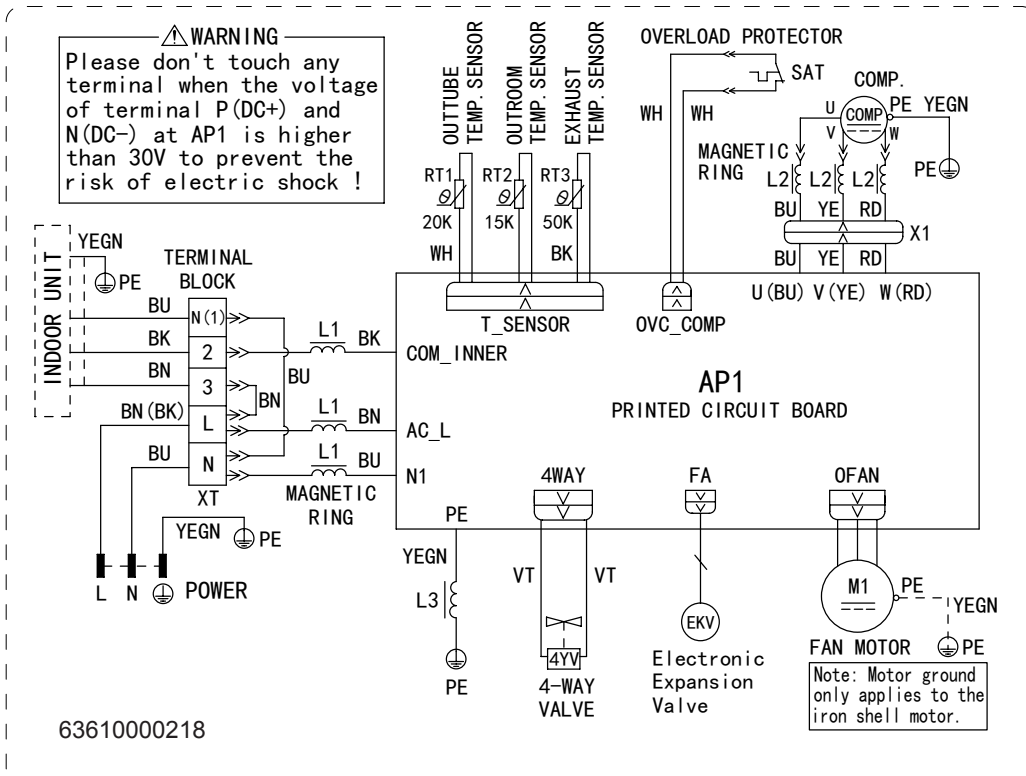 WARNING
Please don't touch any
terminal when the voltage
of terminal P(DC+) and
N(DC-) at AP1 is higher
than 30V to prevent the
risk of electric shock !
OUTTUBE
TEMP. SENSOR
OUTROOM
TEMP. SENSOR
EXHAUST
TEMP. SENSOR
RT1
RT2
RT3
θ
θ
θ
20K
15K
50K
WH
BK
T_SENSOR
OVERLOAD PROTECTOR
SAT
WH
WH
OVC_COMP
COMP.
U
COMP
PE YEGN
V
W
PE
MAGNETIC
RING
L2
L2
L2
BU
YE
RD
X1
BU
YE
RD
U(BU) V(YE) W(RD)
INDOOR UNIT
YEGN
PE
TERMINAL
BLOCK
BU
N(1)
BK
2
L1
BK
COM_INNER
BN
3
BU
BN
BN(BK)
L
L1
BN
AC_L
BU
N
L1
BU
N1
XT
MAGNETIC
RING
YEGN
PE
L
N
POWER
AP1
PRINTED CIRCUIT BOARD
PE
4WAY
FA
OFAN
YEGN
L3
PE
VT
VT
4YV
4-WAY
VALVE
EKV
Electronic
Expansion
Valve
M1
PE
YEGN
FAN MOTOR
PE
Note: Motor ground
only applies to the
iron shell motor.
63610000218